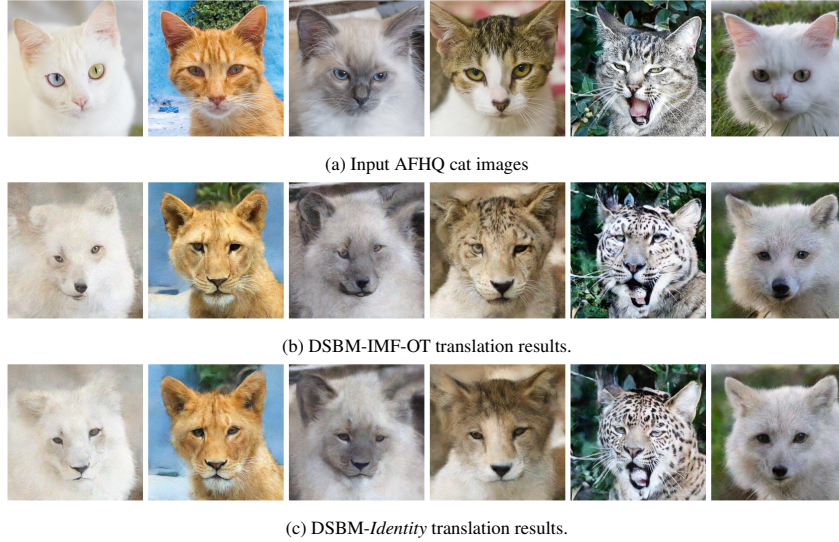 (a) Input AFHQ cat images
(b) DSBM-IMF-OT translation results.
(c) DSBM-Identity translation results.